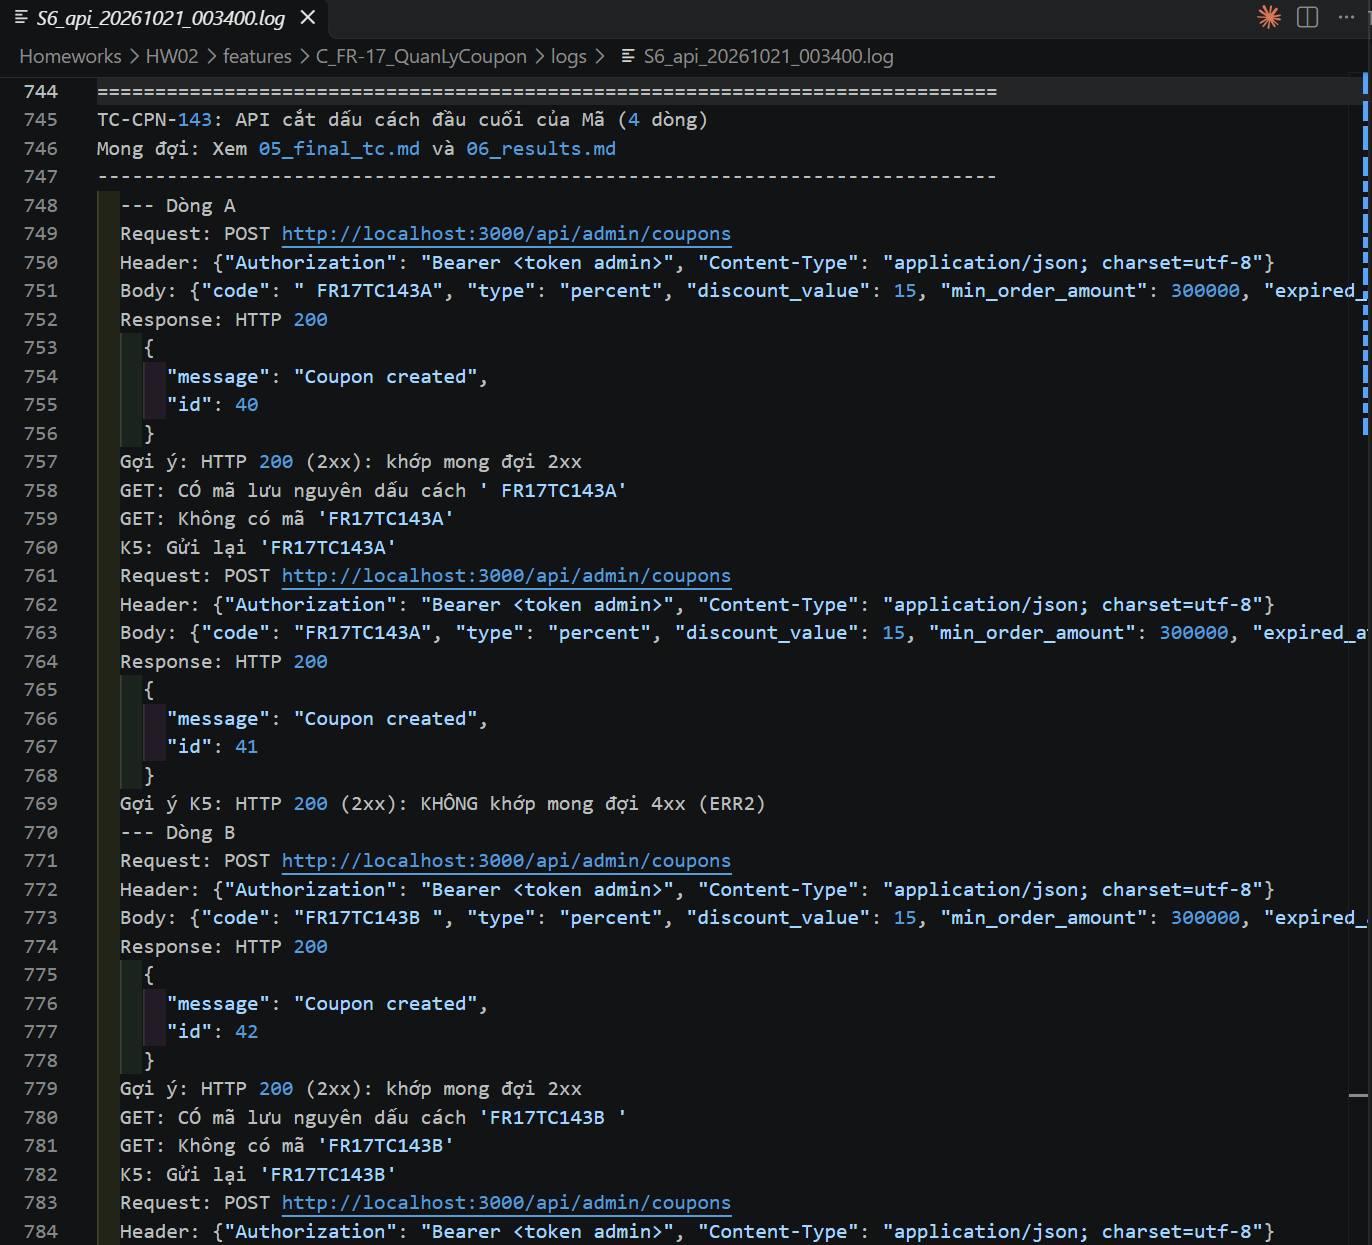 S6_api_20261021_003400.log
Homeworks > HW02 > features > C_FR-17_QuanLyCoupon > logs > S6_api_20261021_003400.log
744 ==============================================================================
745 TC-CPN-143: API cắt dấu cách đầu cuối của Mã (4 dòng)
746 Mong đợi: Xem 05_final_tc.md và 06_results.md
747 ------------------------------------------------------------------------------
748 --- Dòng A
749 Request: POST http://localhost:3000/api/admin/coupons
750 Header: {"Authorization": "Bearer <token admin>", "Content-Type": "application/json; charset=utf-8"}
751 Body: {"code": " FR17TC143A", "type": "percent", "discount_value": 15, "min_order_amount": 300000, "expired_
752 Response: HTTP 200
753 {
754 "message": "Coupon created",
755 "id": 40
756 }
757 Gợi ý: HTTP 200 (2xx): khớp mong đợi 2xx
758 GET: CÓ mã lưu nguyên dấu cách ' FR17TC143A'
759 GET: Không có mã 'FR17TC143A'
760 K5: Gửi lại 'FR17TC143A'
761 Request: POST http://localhost:3000/api/admin/coupons
762 Header: {"Authorization": "Bearer <token admin>", "Content-Type": "application/json; charset=utf-8"}
763 Body: {"code": "FR17TC143A", "type": "percent", "discount_value": 15, "min_order_amount": 300000, "expired_a
764 Response: HTTP 200
765 {
766 "message": "Coupon created",
767 "id": 41
768 }
769 Gợi ý K5: HTTP 200 (2xx): KHÔNG khớp mong đợi 4xx (ERR2)
770 --- Dòng B
771 Request: POST http://localhost:3000/api/admin/coupons
772 Header: {"Authorization": "Bearer <token admin>", "Content-Type": "application/json; charset=utf-8"}
773 Body: {"code": "FR17TC143B ", "type": "percent", "discount_value": 15, "min_order_amount": 300000, "expired_
774 Response: HTTP 200
775 {
776 "message": "Coupon created",
777 "id": 42
778 }
779 Gợi ý: HTTP 200 (2xx): khớp mong đợi 2xx
780 GET: CÓ mã lưu nguyên dấu cách 'FR17TC143B '
781 GET: Không có mã 'FR17TC143B'
782 K5: Gửi lại 'FR17TC143B'
783 Request: POST http://localhost:3000/api/admin/coupons
784 Header: {"Authorization": "Bearer <token admin>", "Content-Type": "application/json; charset=utf-8"}